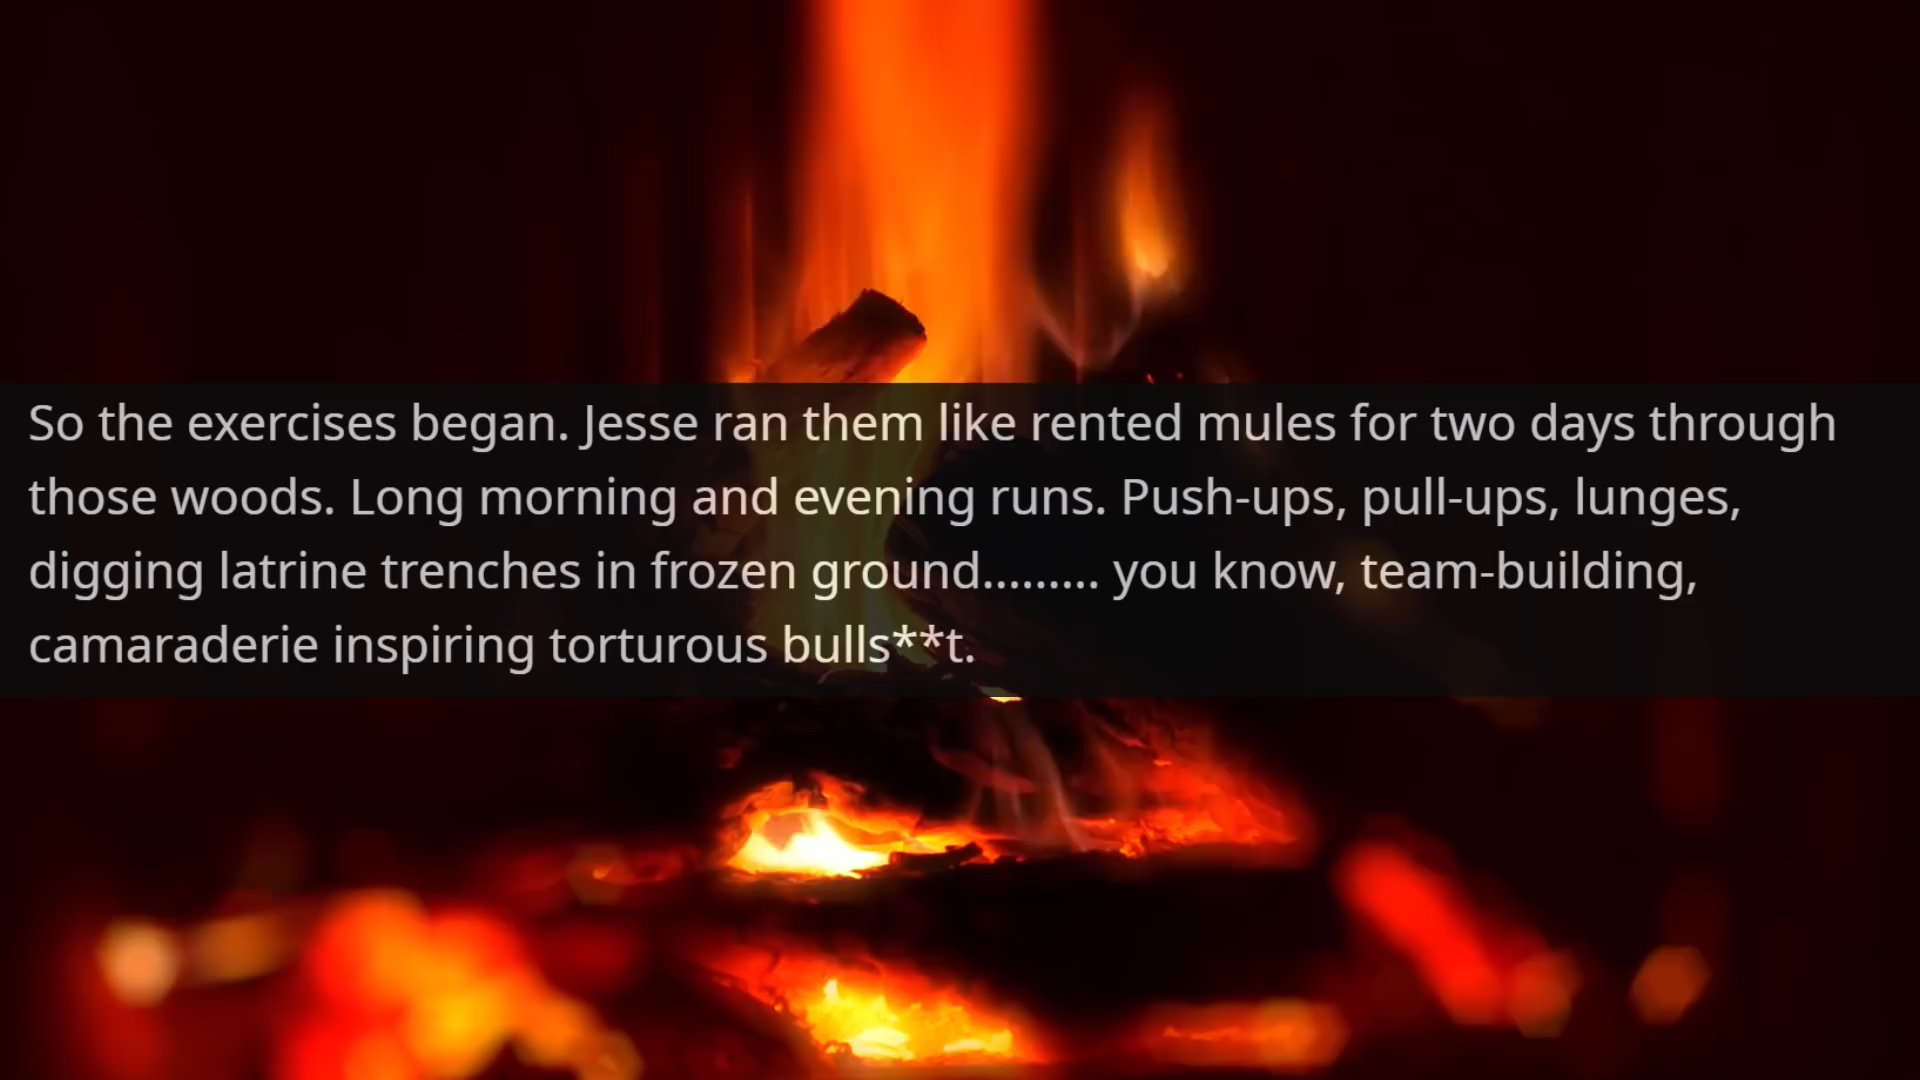 So the exercises began. Jesse ran them like rented mules for two days through
those woods. Long morning and evening runs. Push-ups, pull-ups, lunges,
digging latrine trenches in frozen ground......... you know, team-building,
camaraderie inspiring torturous bulls**t.